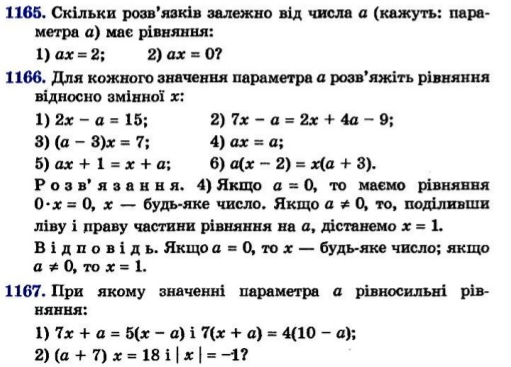 1165. Скільки розв'язків залежно від числа a (кажуть: пара-
метра a) має рівняння:
1) ax = 2; 2) ax = 0?
1166. Для кожного значення параметра a розв'яжіть рівняння
відносно змінної x:
1) 2x − a = 15; 2) 7x − a = 2x + 4a − 9;
3) (a − 3)x = 7; 4) ax = a;
5) ax + 1 = x + a; 6) a(x − 2) = x(a + 3).
Розв'язання. 4) Якщо a = 0, то маємо рівняння
0·x = 0, x — будь-яке число. Якщо a ≠ 0, то, поділивши
ліву і праву частини рівняння на a, дістанемо x = 1.
Відповідь. Якщо a = 0, то x — будь-яке число; якщо
a ≠ 0, то x = 1.
1167. При якому значенні параметра a рівносильні рів-
няння:
1) 7x + a = 5(x − a) і 7(x + a) = 4(10 − a);
2) (a + 7) x = 18 і | x | = −1?